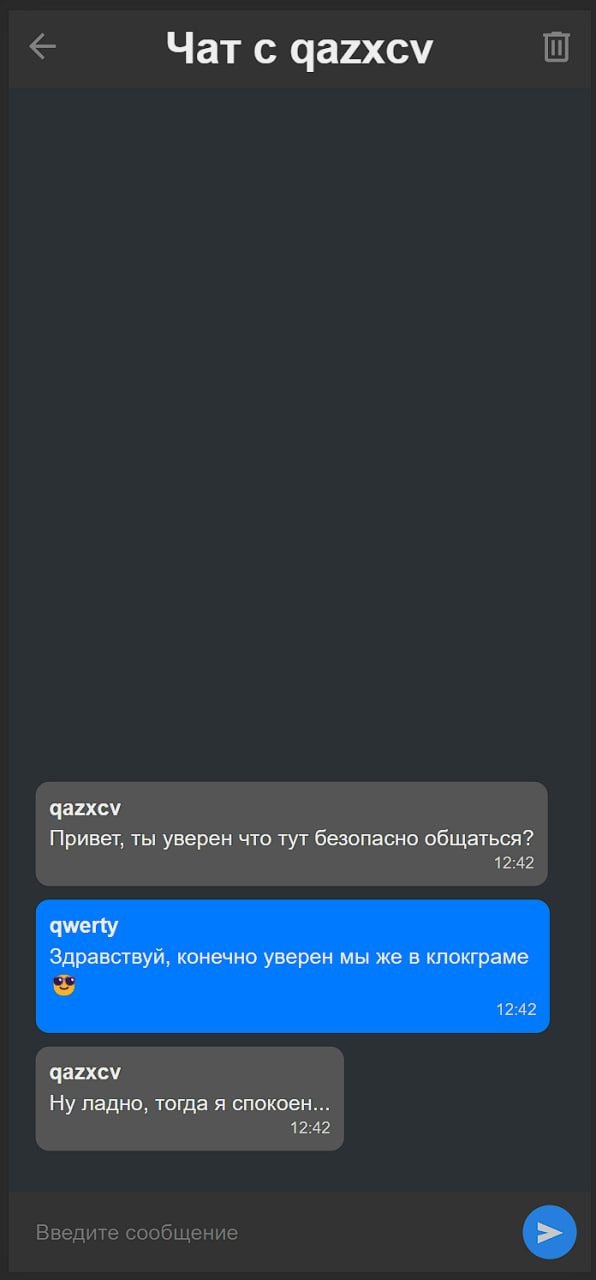 Чат с qazxcv
qazxcv
Привет, ты уверен что тут безопасно общаться?
12:42
qwerty
Здравствуй, конечно уверен мы же в клокграме
😎
12:42
qazxcv
Ну ладно, тогда я спокоен...
12:42
Введите сообщение